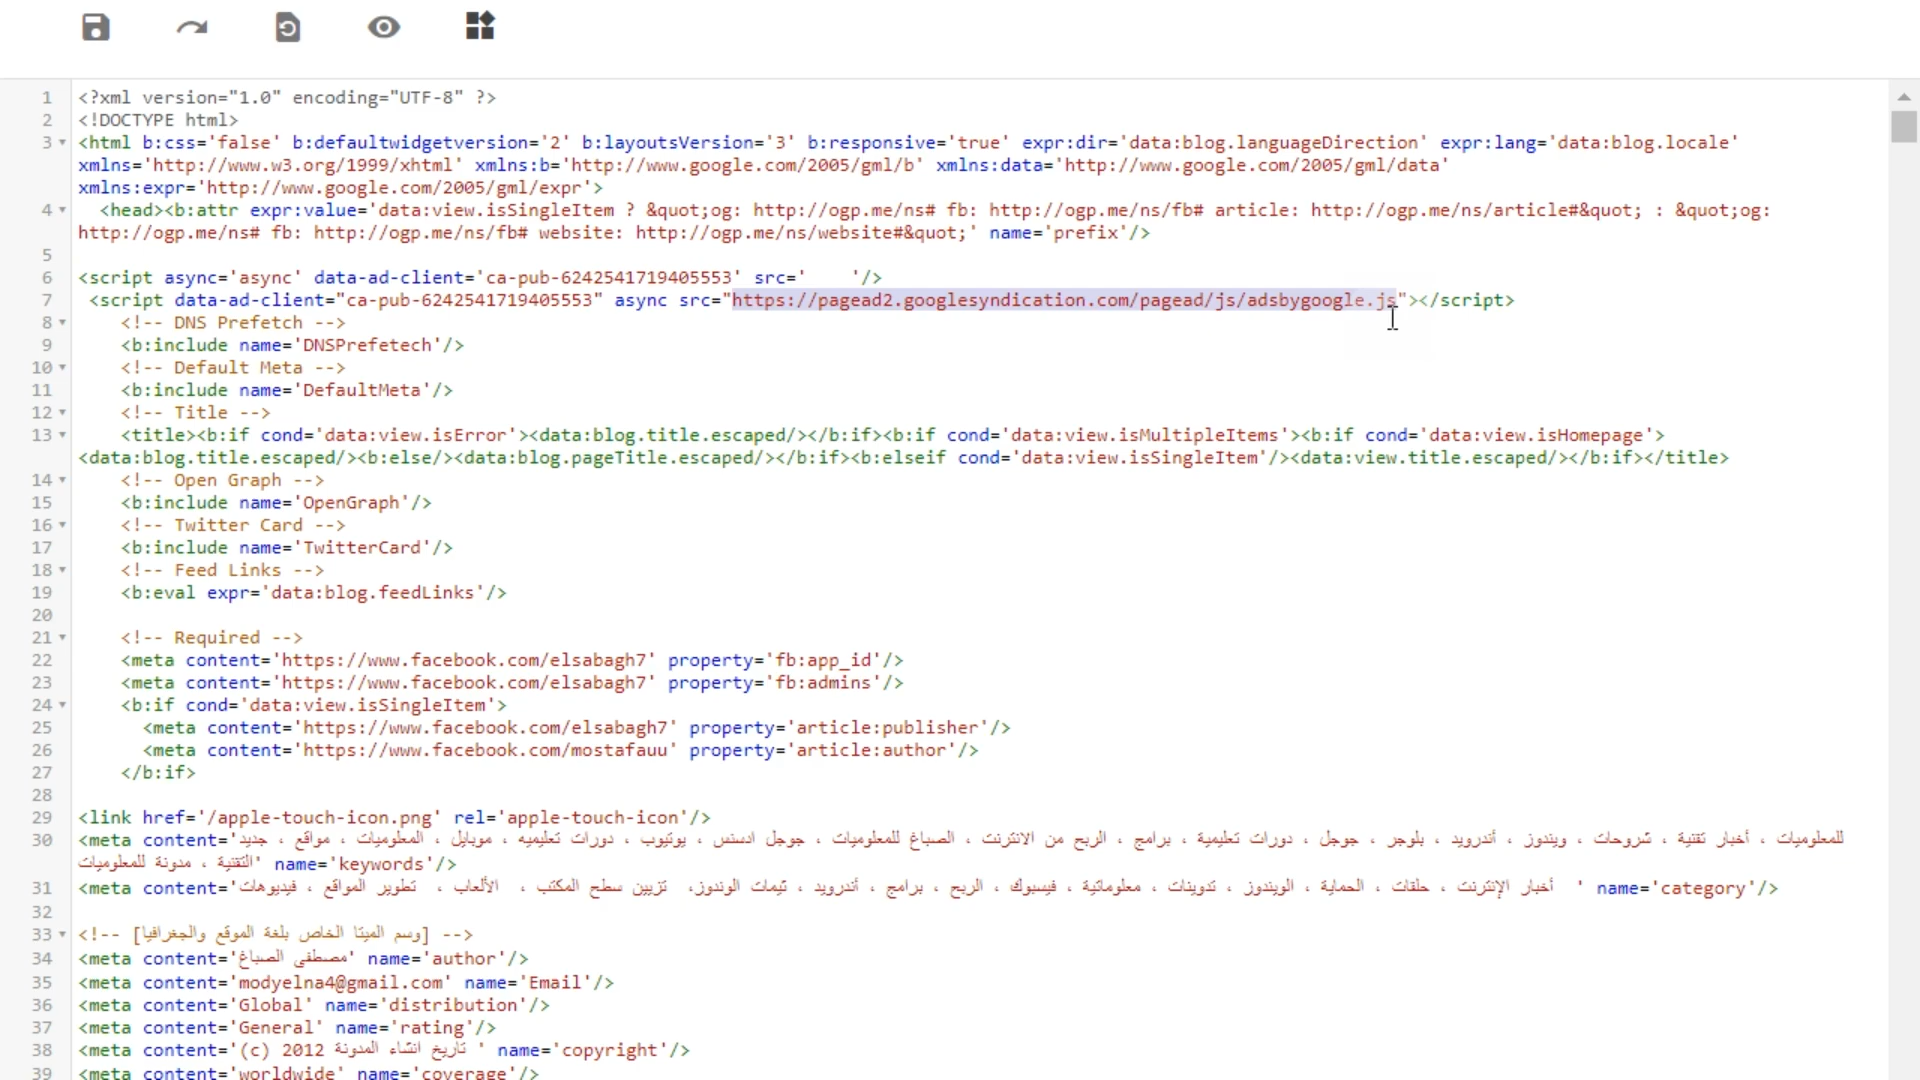 1 <?xml version="1.0" encoding="UTF-8" ?>
2 <!DOCTYPE html>
3 <html b:css='false' b:defaultwidgetversion='2' b:layoutsVersion='3' b:responsive='true' expr:dir='data:blog.languageDirection' expr:lang='data:blog.locale'
xmlns='http://www.w3.org/1999/xhtml' xmlns:b='http://www.google.com/2005/gml/b' xmlns:data='http://www.google.com/2005/gml/data'
xmlns:expr='http://www.google.com/2005/gml/expr'>
4 <head><b:attr expr:value='data:view.isSingleItem ? &quot;og: http://ogp.me/ns# fb: http://ogp.me/ns/fb# article: http://ogp.me/ns/article#&quot; : &quot;og:
http://ogp.me/ns# fb: http://ogp.me/ns/fb# website: http://ogp.me/ns/website#&quot;' name='prefix'/>
5
6 <script async='async' data-ad-client='ca-pub-6242541719405553' src='    '/>
7 <script data-ad-client="ca-pub-6242541719405553" async src="https://pagead2.googlesyndication.com/pagead/js/adsbygoogle.js"></script>
8 <!-- DNS Prefetch -->
9 <b:include name='DNSPrefetech'/>
10 <!-- Default Meta -->
11 <b:include name='DefaultMeta'/>
12 <!-- Title -->
13 <title><b:if cond='data:view.isError'><data:blog.title.escaped/></b:if><b:if cond='data:view.isMultipleItems'><b:if cond='data:view.isHomepage'>
<data:blog.title.escaped/><b:else/><data:blog.pageTitle.escaped/></b:if><b:elseif cond='data:view.isSingleItem'/><data:view.title.escaped/></b:if></title>
14 <!-- Open Graph -->
15 <b:include name='OpenGraph'/>
16 <!-- Twitter Card -->
17 <b:include name='TwitterCard'/>
18 <!-- Feed Links -->
19 <b:eval expr='data:blog.feedLinks'/>
20
21 <!-- Required -->
22 <meta content='https://www.facebook.com/elsabagh7' property='fb:app_id'/>
23 <meta content='https://www.facebook.com/elsabagh7' property='fb:admins'/>
24 <b:if cond='data:view.isSingleItem'>
25 <meta content='https://www.facebook.com/elsabagh7' property='article:publisher'/>
26 <meta content='https://www.facebook.com/mostafauu' property='article:author'/>
27 </b:if>
28
29 <link href='/apple-touch-icon.png' rel='apple-touch-icon'/>
30 <meta content='للمعلوميات ، أخبار تقنية ، شروحات ، ويندوز ، أندرويد ، بلوجر ، جوجل ، دورات تعليمية ، برامج ، الربح من الانترنت ، الصباغ للمعلوميات ، جوجل ادسنس ، يوتيوب ، دورات تعليميه ، موبايل ، المعلوميات ، مواقع ، جديد
التقنية ، مدونة للمعلوميات' name='keywords'/>
31 <meta content='أخبار الإنترنت ، حلقات ، الحماية ، الويندوز ، تدوينات ، معلوماتية ، فيسبوك ، الربح ، برامج ، أندرويد ، ثيمات الوندوز، تزيين سطح المكتب ، الألعاب ، تطوير المواقع ، فيديوهات ' name='category'/>
32
33 <!-- [وسم الميتا الخاص بلغة الموقع والجغرافيا] -->
34 <meta content='مصطفى الصباغ' name='author'/>
35 <meta content='modyelna4@gmail.com' name='Email'/>
36 <meta content='Global' name='distribution'/>
37 <meta content='General' name='rating'/>
38 <meta content='(c) 2012 تاريخ انشاء المدونة ' name='copyright'/>
39 <meta content='worldwide' name='coverage'/>